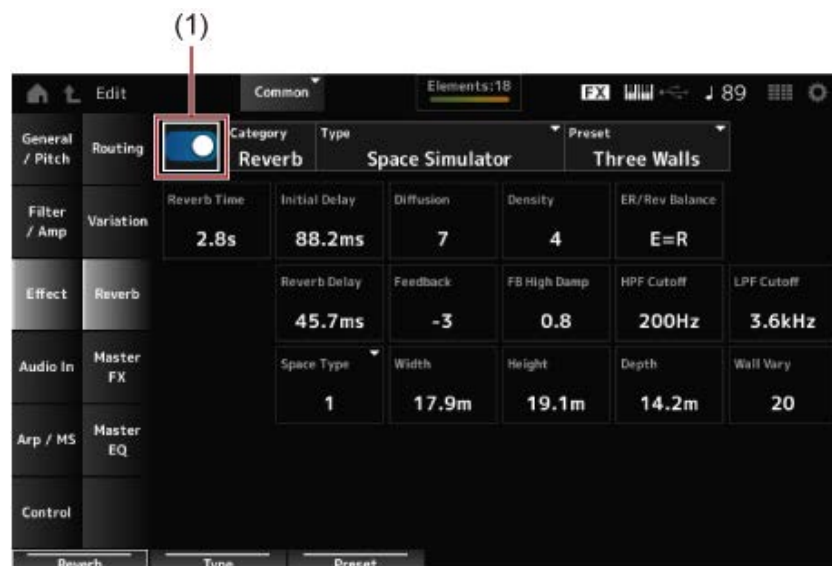 (1)
Edit
Common
Elements:18
FX
♩ 89
General / Pitch
Filter / Amp
Effect
Audio In
Arp / MS
Control
Routing
Variation
Reverb
Master FX
Master EQ
Category
Reverb
Type
Space Simulator
Preset
Three Walls
Reverb Time
2.8s
Initial Delay
88.2ms
Diffusion
7
Density
4
ER/Rev Balance
E=R
Reverb Delay
45.7ms
Feedback
-3
FB High Damp
0.8
HPF Cutoff
200Hz
LPF Cutoff
3.6kHz
Space Type
1
Width
17.9m
Height
19.1m
Depth
14.2m
Wall Vary
20
Reverb
Type
Preset